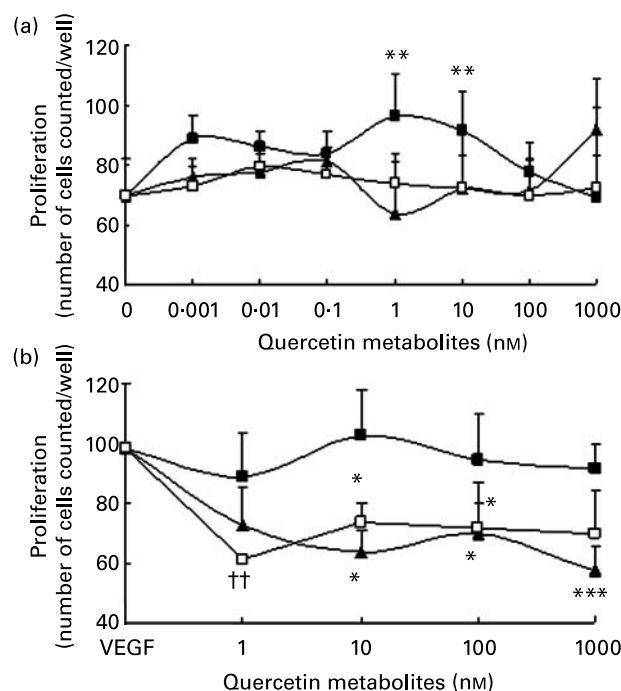 (a)
Proliferation
(number of cells counted/well)
120
100
80
60
40
** **
0 0·001 0·01 0·1 1 10 100 1000
Quercetin metabolites (nM)
(b)
Proliferation
(number of cells counted/well)
120
100
80
60
40
*
*
††
*
*
***
VEGF 1 10 100 1000
Quercetin metabolites (nM)